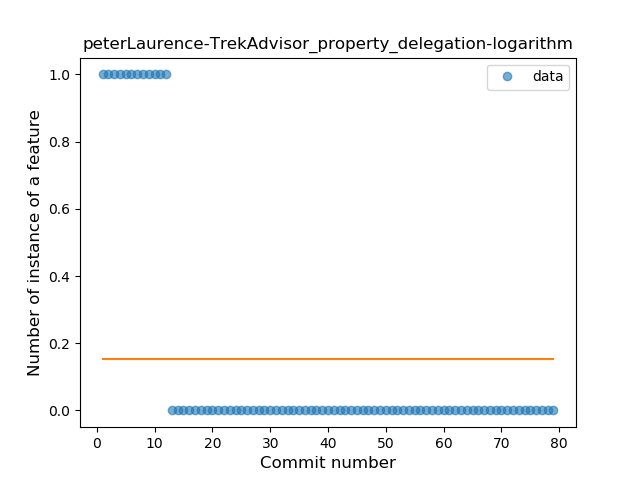 peterLaurence-TrekAdvisor_property_delegation-logarithm
data
Number of instance of a feature
1.0
0.8
0.6
0.4
0.2
0.0
0 10 20 30 40 50 60 70 80
Commit number